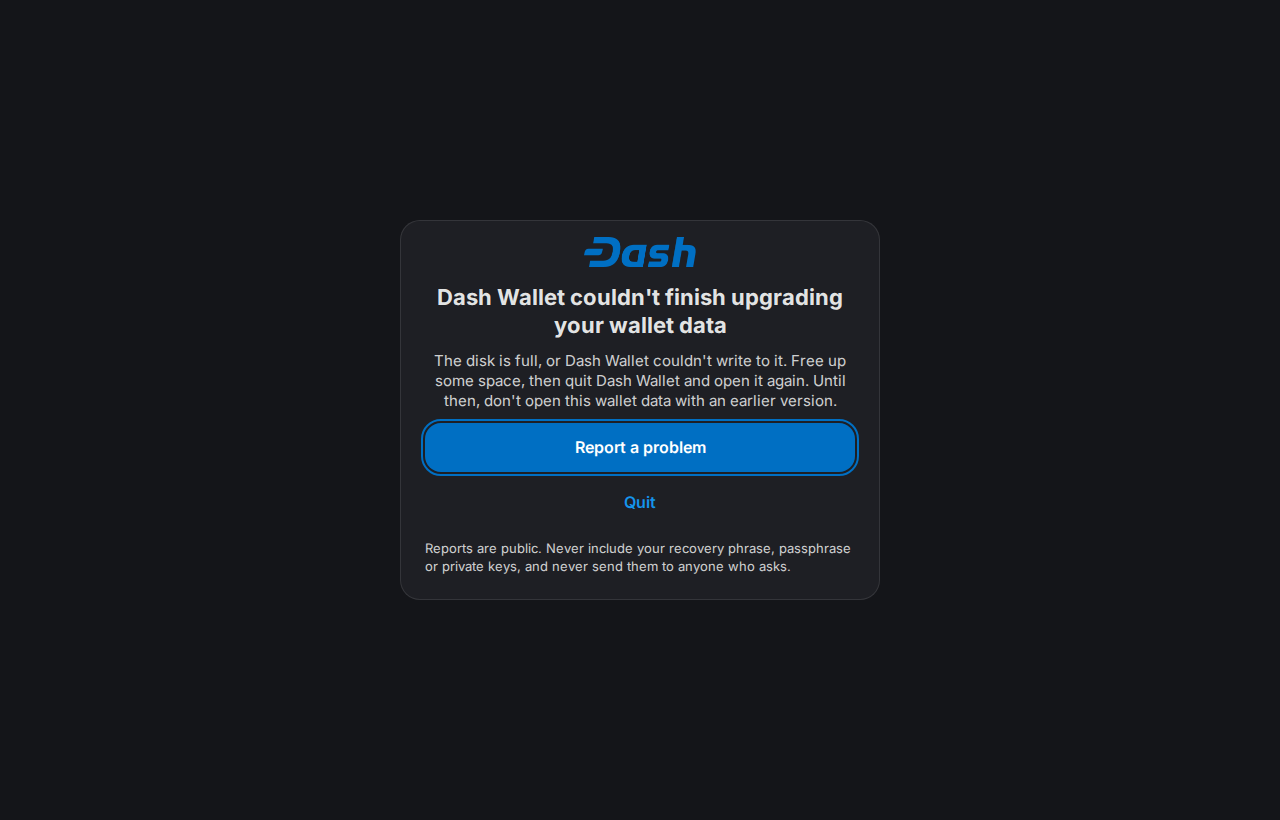 Dash
Dash Wallet couldn't finish upgrading
your wallet data
The disk is full, or Dash Wallet couldn't write to it. Free up
some space, then quit Dash Wallet and open it again. Until
then, don't open this wallet data with an earlier version.
Report a problem
Quit
Reports are public. Never include your recovery phrase, passphrase
or private keys, and never send them to anyone who asks.